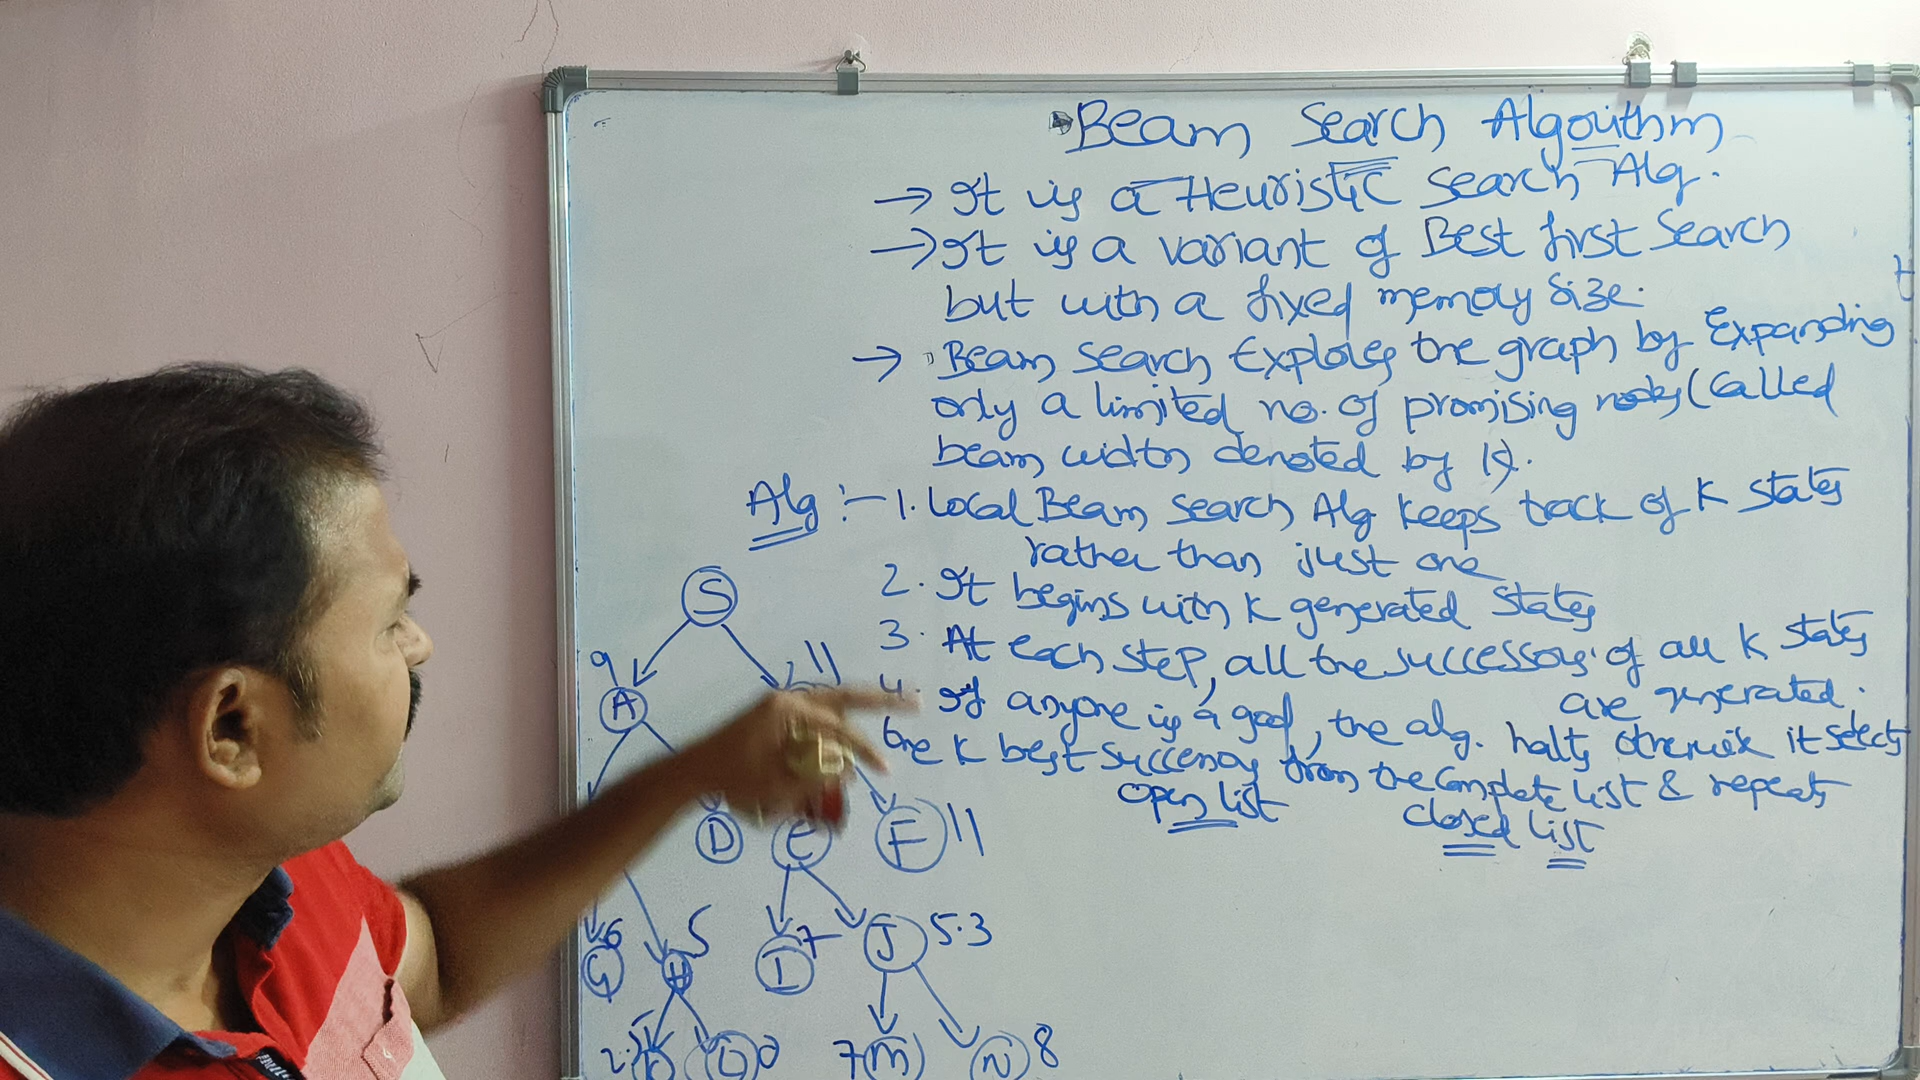 Beam Search Algorithm
→ It is a Heuristic Search Alg.
→ It is a variant of Best first Search
but with a fixed memory size.
→ Beam Search Explores the graph by Expanding
only a limited no. of promising nodes (called
beam width denoted by K).
Alg :- 1. Local Beam Search Alg keeps track of K states
rather than just one
2. It begins with K generated states
3. At each step, all the successors of all K states
are generated.
4. If anyone is a goal, the alg. halts otherwise it selects
the K best successors from the complete list & repeats
open list closed list
S
9 11
A
D E F 11
6 5 7 J 5.3
G H I
L 0 7 M N 8